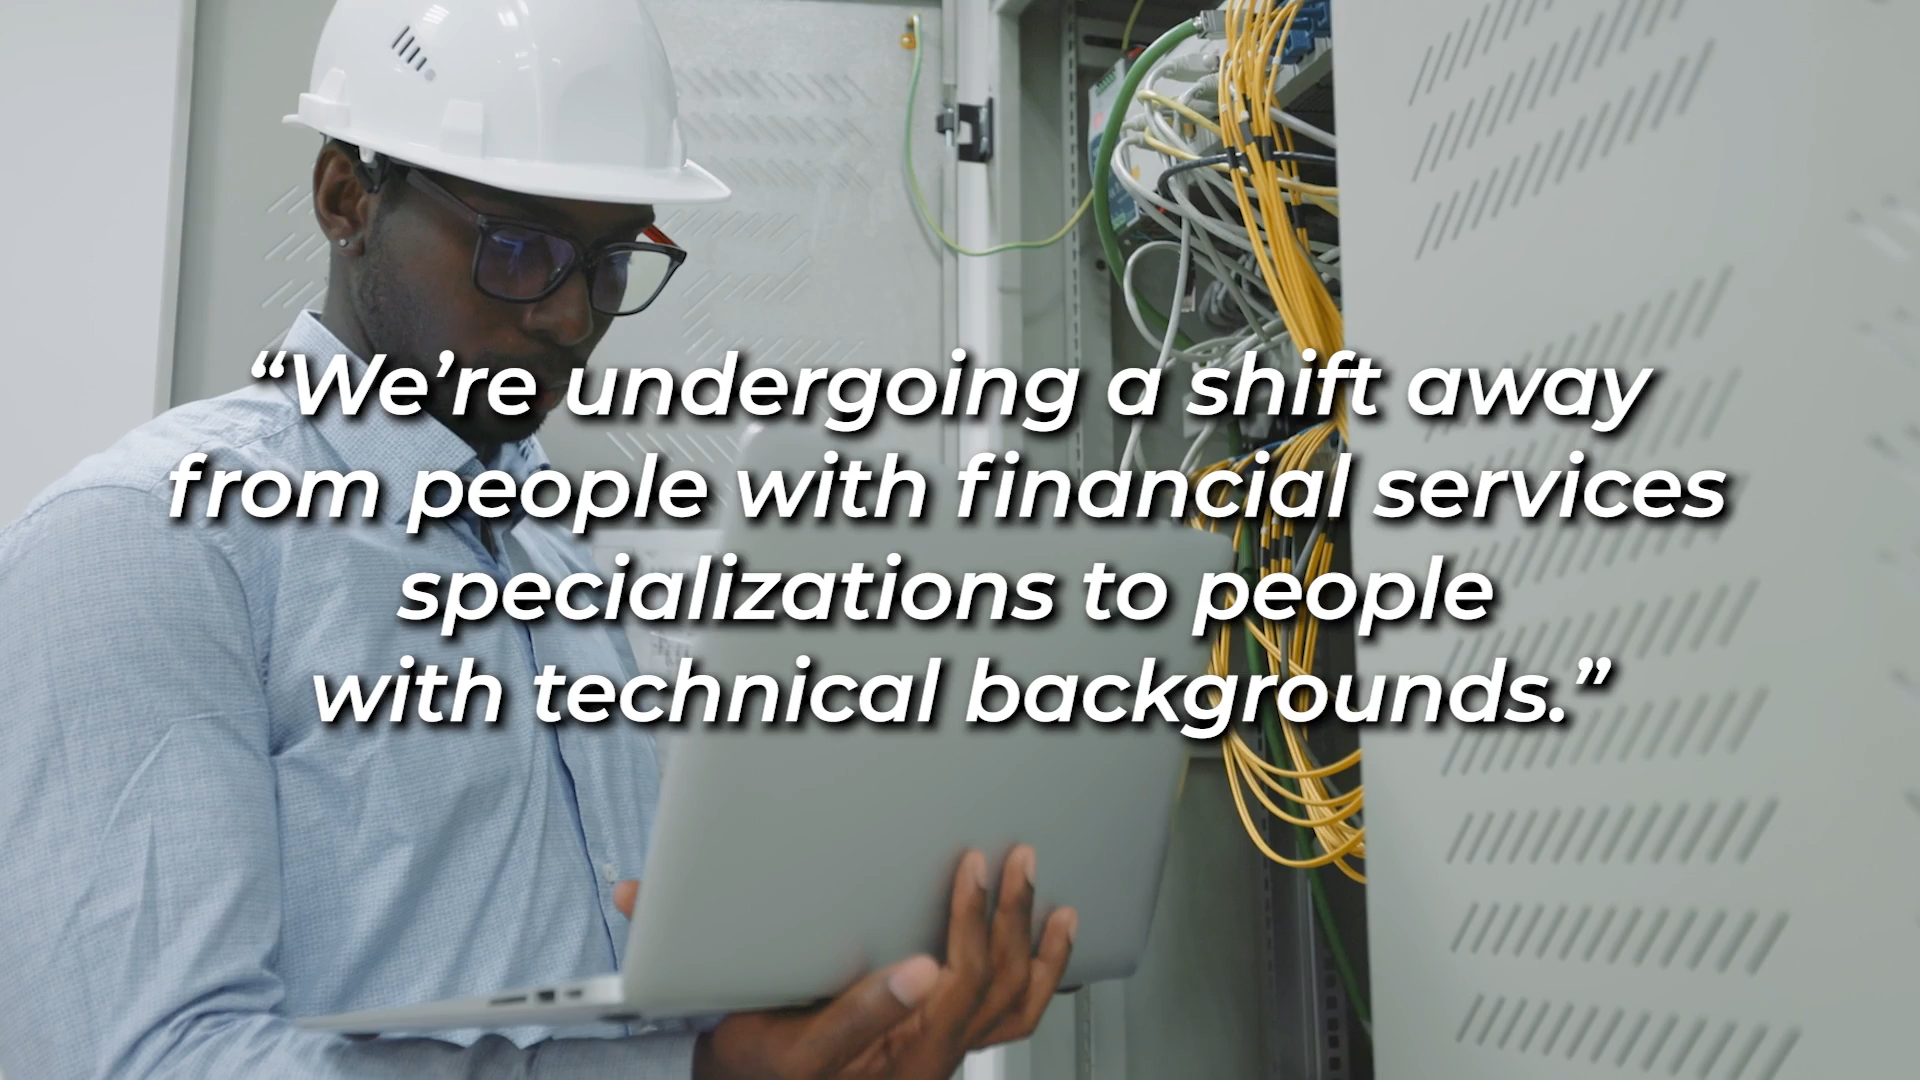 “We’re undergoing a shift away
from people with financial services
specializations to people
with technical backgrounds.”